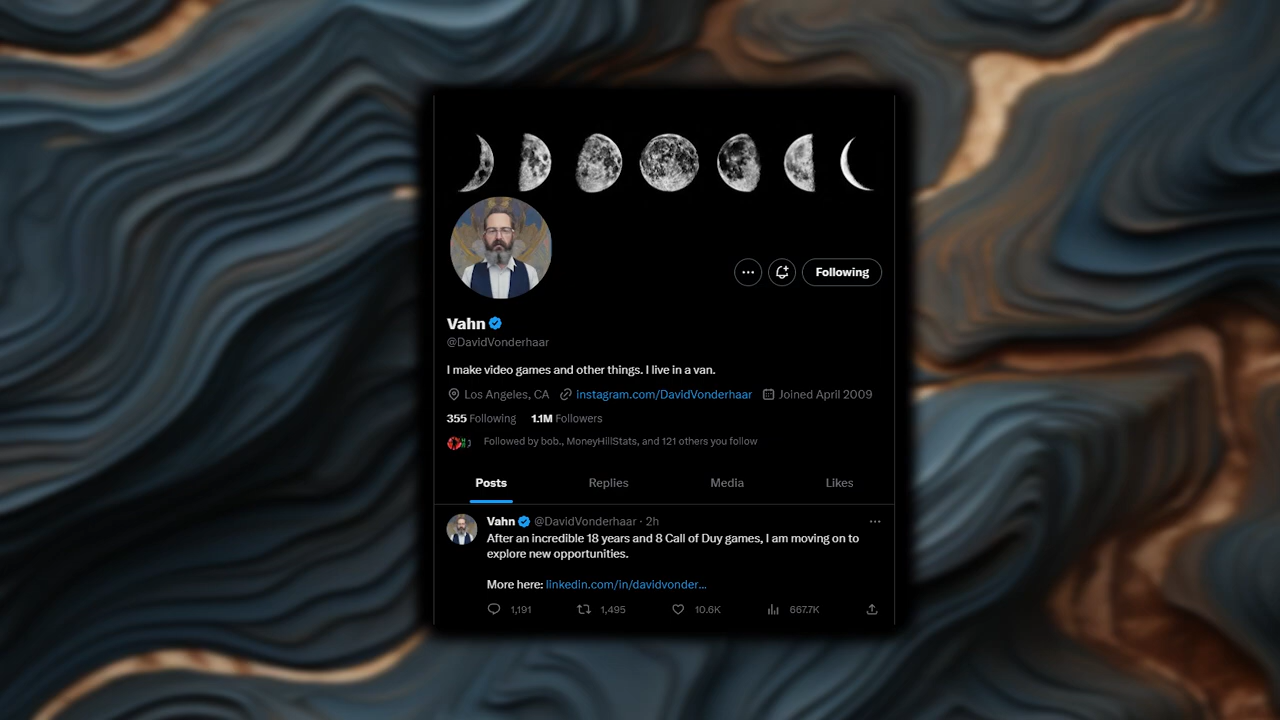 Following
Vahn
@DavidVonderhaar
I make video games and other things. I live in a van.
Los Angeles, CA instagram.com/DavidVonderhaar Joined April 2009
355 Following 1.1M Followers
Followed by bob., MoneyHillStats, and 121 others you follow
Posts Replies Media Likes
Vahn @DavidVonderhaar · 2h
After an incredible 18 years and 8 Call of Duy games, I am moving on to
explore new opportunities.
More here: linkedin.com/in/davidvonder...
1,191 1,495 10.6K 667.7K